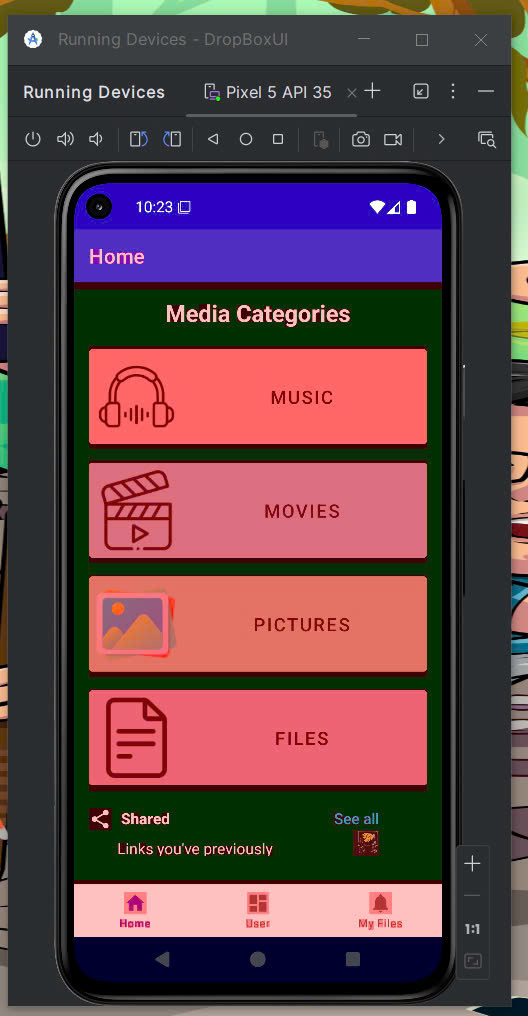 Running Devices - DropBoxUI
Running Devices
Pixel 5 API 35
10:23
Home
Media Categories
MUSIC
MOVIES
PICTURES
FILES
Shared
See all
Links you've previously
Home
User
My Files
1:1